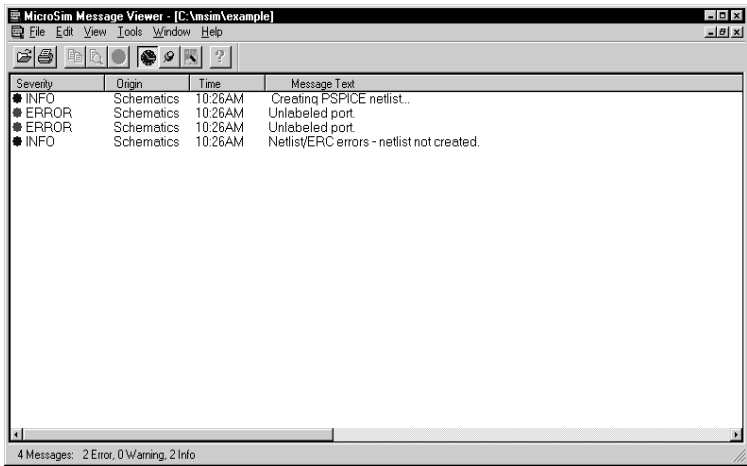 MicroSim Message Viewer - [C:\msim\example]
File Edit View Tools Window Help
?
Severity Origin Time Message Text
INFO Schematics 10:26AM Creating PSPICE netlist...
ERROR Schematics 10:26AM Unlabeled port.
ERROR Schematics 10:26AM Unlabeled port.
INFO Schematics 10:26AM Netlist/ERC errors - netlist not created.
4 Messages: 2 Error, 0 Warning, 2 Info